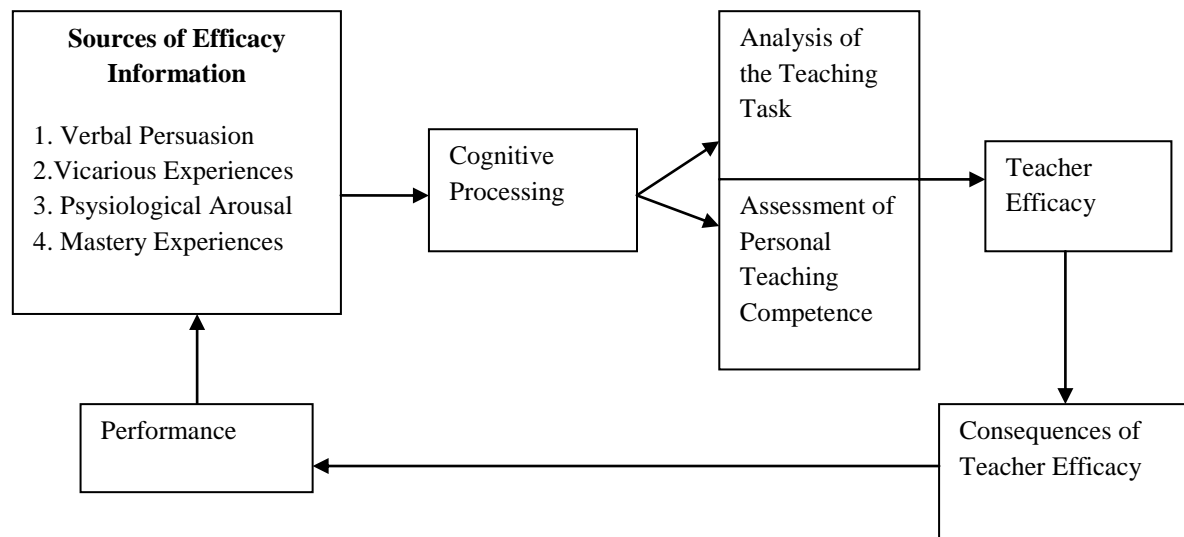 Sources of Efficacy
Information
1. Verbal Persuasion
2.Vicarious Experiences
3. Psysiological Arousal
4. Mastery Experiences
Cognitive
Processing
Analysis of
the Teaching
Task
Assessment of
Personal
Teaching
Competence
Teacher
Efficacy
Consequences of
Teacher Efficacy
Performance